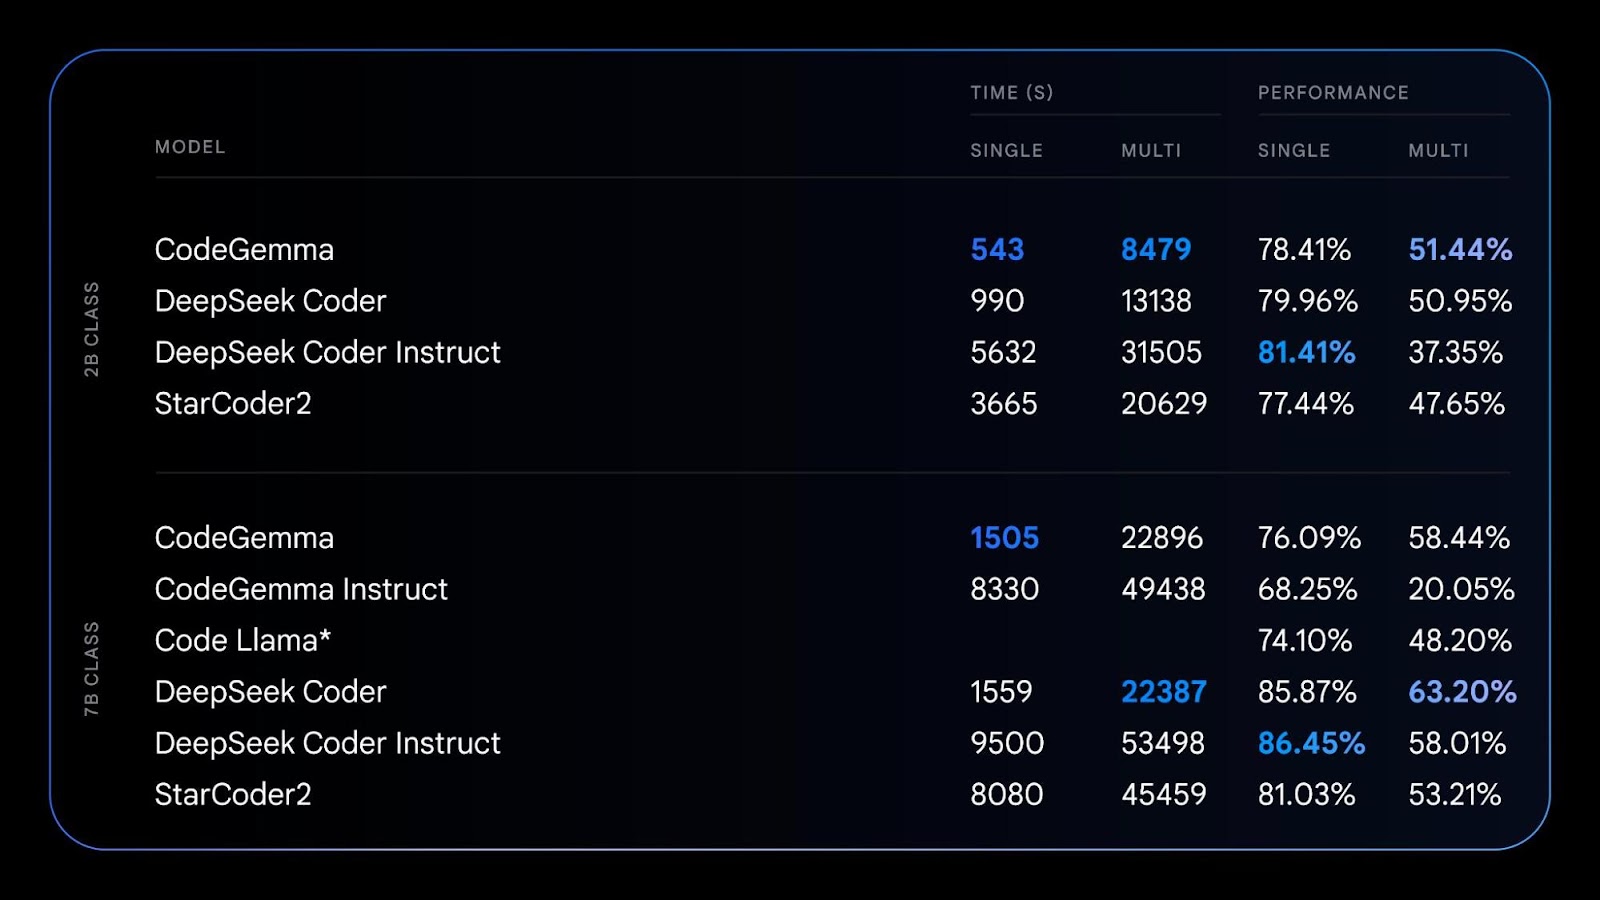 TIME (S) PERFORMANCE
MODEL SINGLE MULTI SINGLE MULTI
2B CLASS
CodeGemma 543 8479 78.41% 51.44%
DeepSeek Coder 990 13138 79.96% 50.95%
DeepSeek Coder Instruct 5632 31505 81.41% 37.35%
StarCoder2 3665 20629 77.44% 47.65%
7B CLASS
CodeGemma 1505 22896 76.09% 58.44%
CodeGemma Instruct 8330 49438 68.25% 20.05%
Code Llama* 74.10% 48.20%
DeepSeek Coder 1559 22387 85.87% 63.20%
DeepSeek Coder Instruct 9500 53498 86.45% 58.01%
StarCoder2 8080 45459 81.03% 53.21%